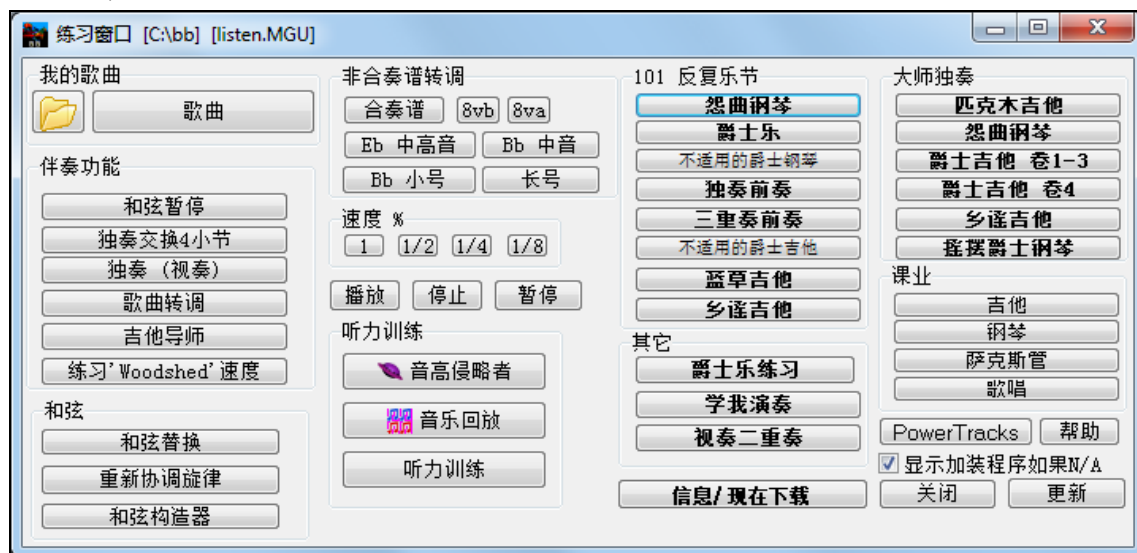 练习窗口 [C:\bb] [listen.MGU]
我的歌曲
歌曲
伴奏功能
和弦暂停
独奏交换4小节
独奏 (视奏)
歌曲转调
吉他导师
练习'Woodshed'速度
和弦
和弦替换
重新协调旋律
和弦构造器
非合奏谱转调
合奏谱 8vb 8va
Eb 中高音 Bb 中音
Bb 小号 长号
速度 %
1 1/2 1/4 1/8
播放 停止 暂停
听力训练
音高侵略者
音乐回放
听力训练
101 反复乐节
怨曲钢琴
爵士乐
不适用的爵士钢琴
独奏前奏
三重奏前奏
不适用的爵士吉他
蓝草吉他
乡谣吉他
其它
爵士乐练习
学我演奏
视奏二重奏
信息/现在下载
大师独奏
匹克木吉他
怨曲钢琴
爵士吉他 卷1-3
爵士吉他 卷4
乡谣吉他
摇摆爵士钢琴
课业
吉他
钢琴
萨克斯管
歌唱
PowerTracks 帮助
显示加装程序如果N/A
关闭 更新